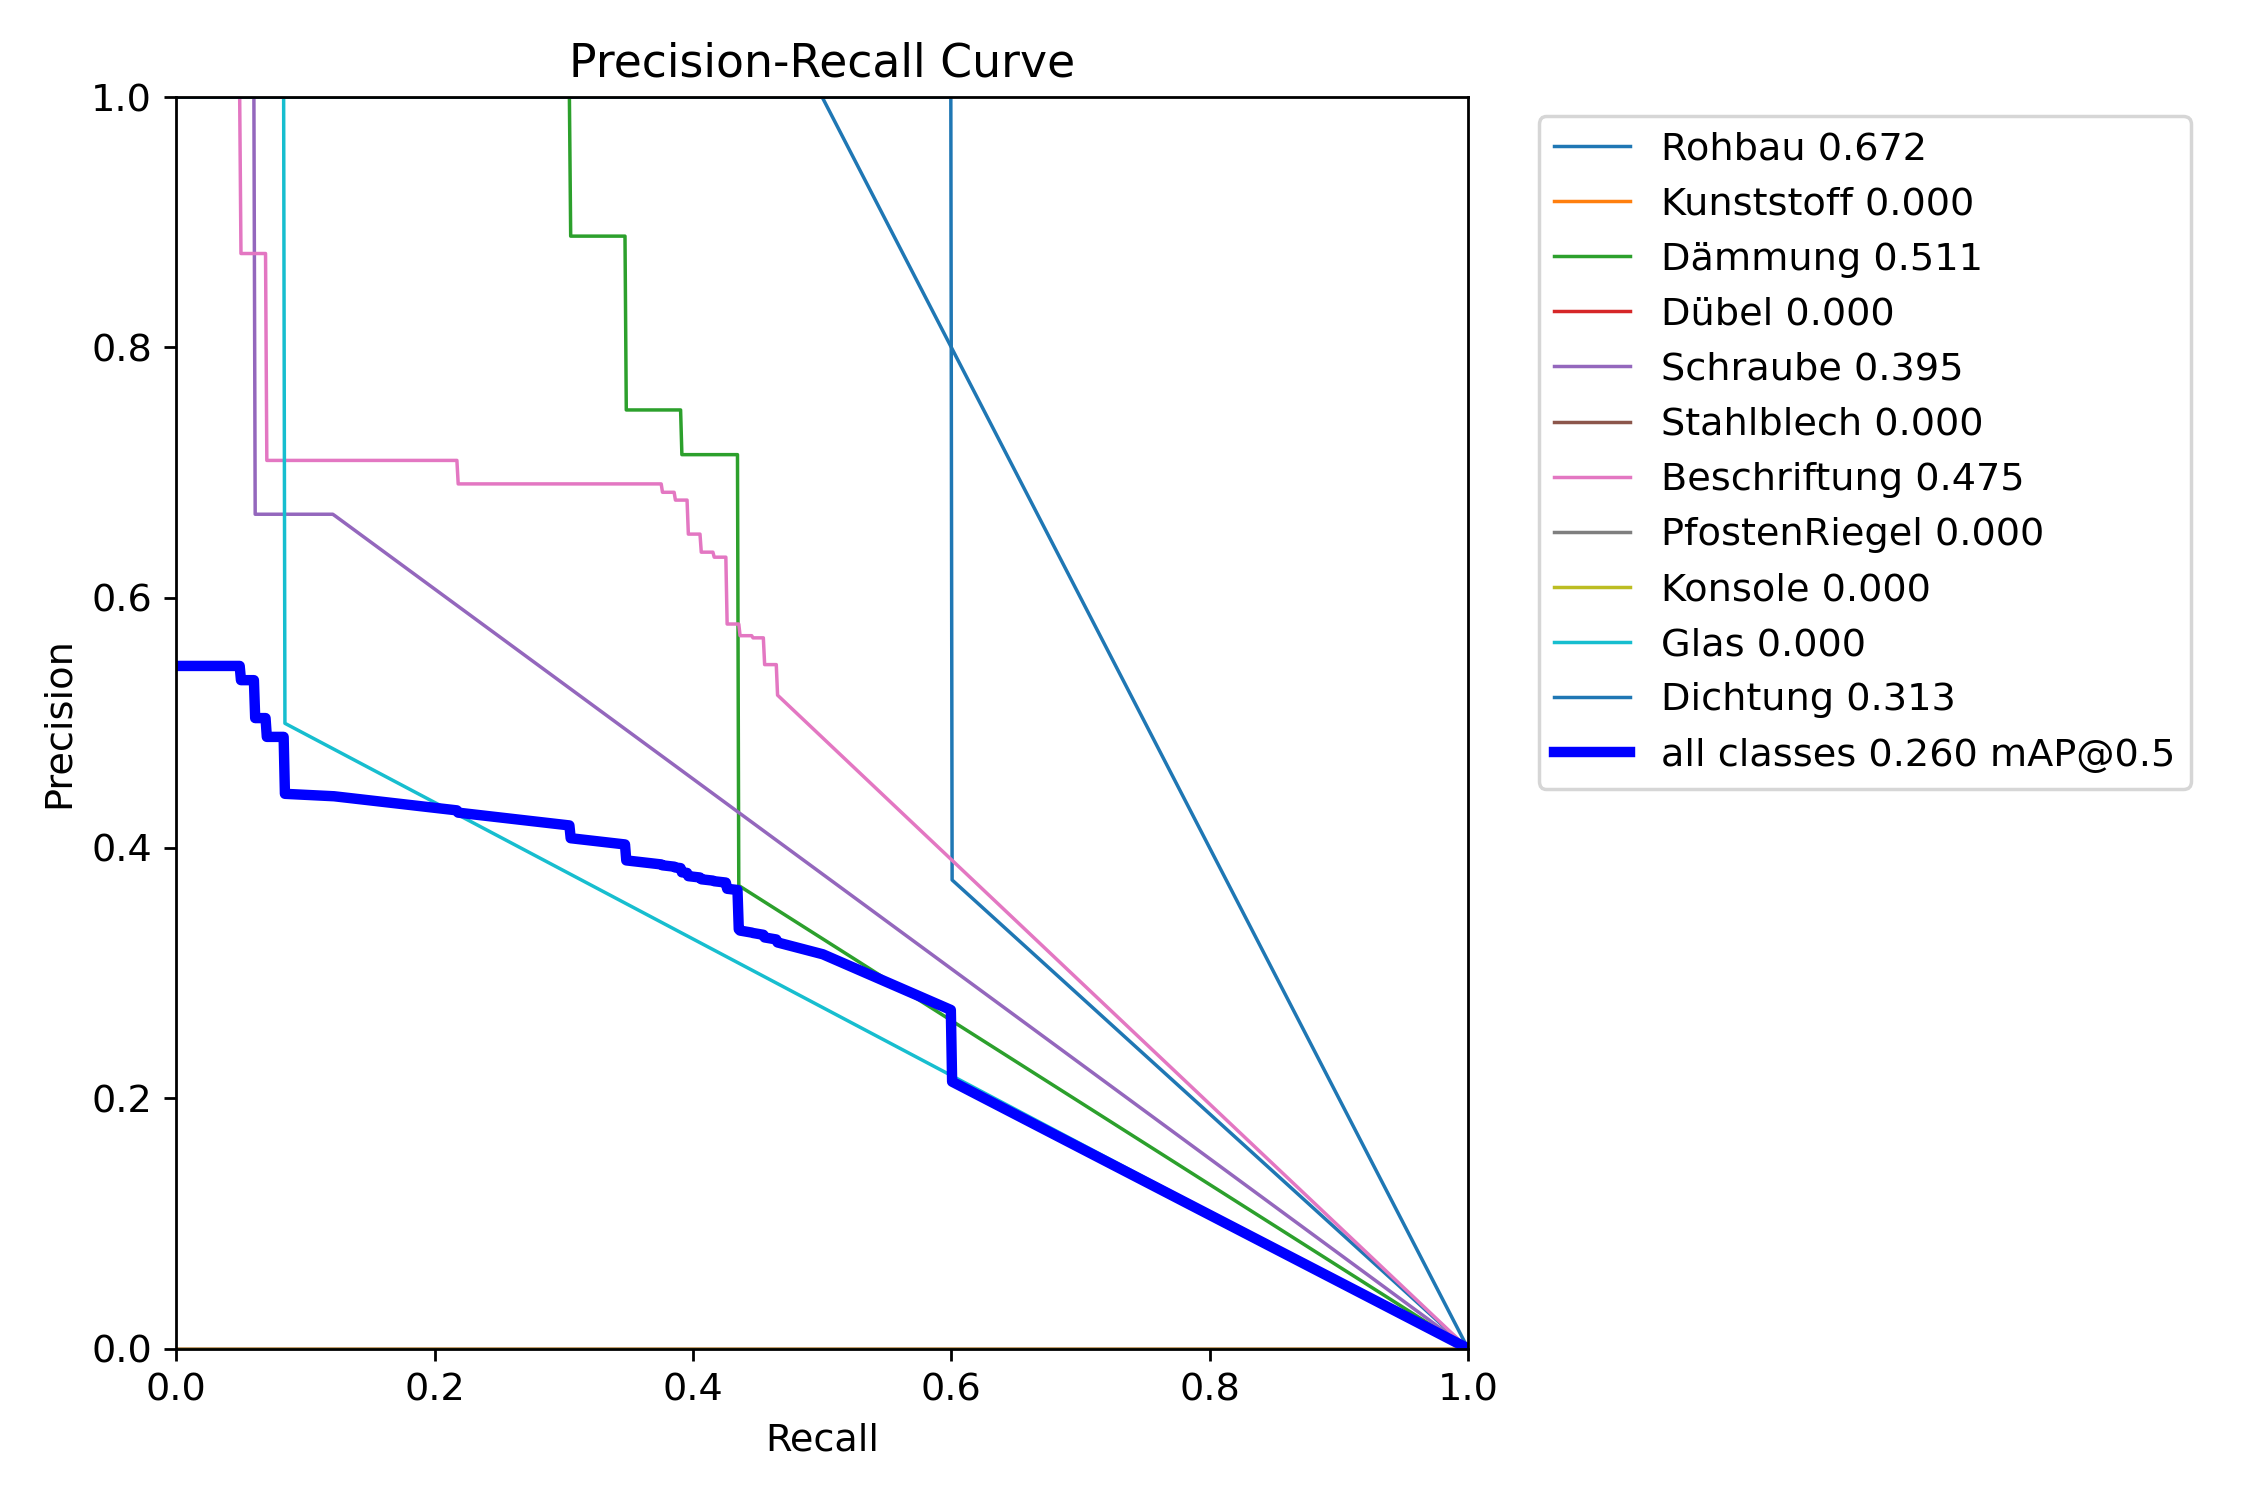 Precision-Recall Curve
1.0
0.8
0.6
0.4
0.2
0.0
Precision
0.0 0.2 0.4 0.6 0.8 1.0
Recall
Rohbau 0.672
Kunststoff 0.000
Dämmung 0.511
Dübel 0.000
Schraube 0.395
Stahlblech 0.000
Beschriftung 0.475
PfostenRiegel 0.000
Konsole 0.000
Glas 0.000
Dichtung 0.313
all classes 0.260 mAP@0.5